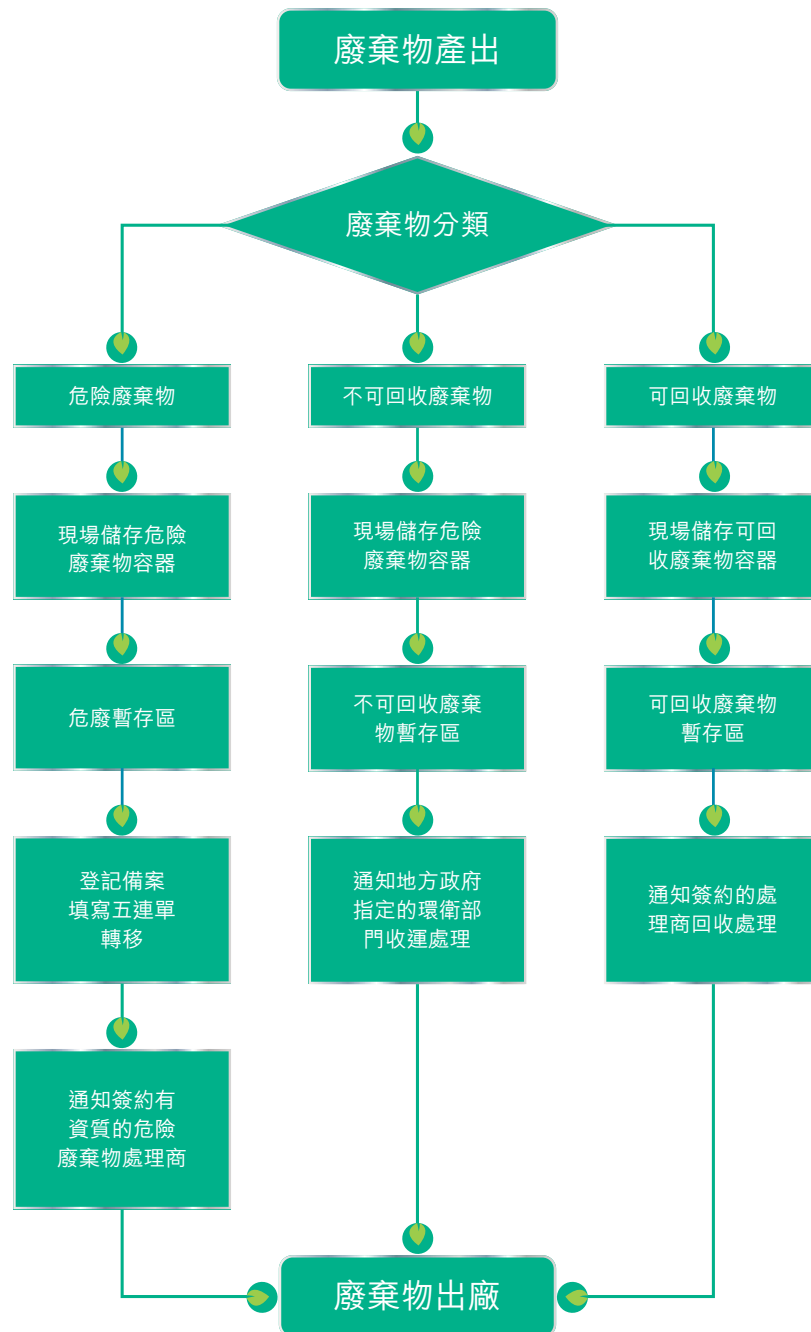 廢棄物產出
廢棄物分類
危險廢棄物
不可回收廢棄物
可回收廢棄物
現場儲存危險
廢棄物容器
現場儲存危險
廢棄物容器
現場儲存可回
收廢棄物容器
危廢暫存區
不可回收廢棄
物暫存區
可回收廢棄物
暫存區
登記備案
填寫五連單
轉移
通知地方政府
指定的環衛部
門收運處理
通知簽約的處
理商回收處理
通知簽約有
資質的危險
廢棄物處理商
廢棄物出廠